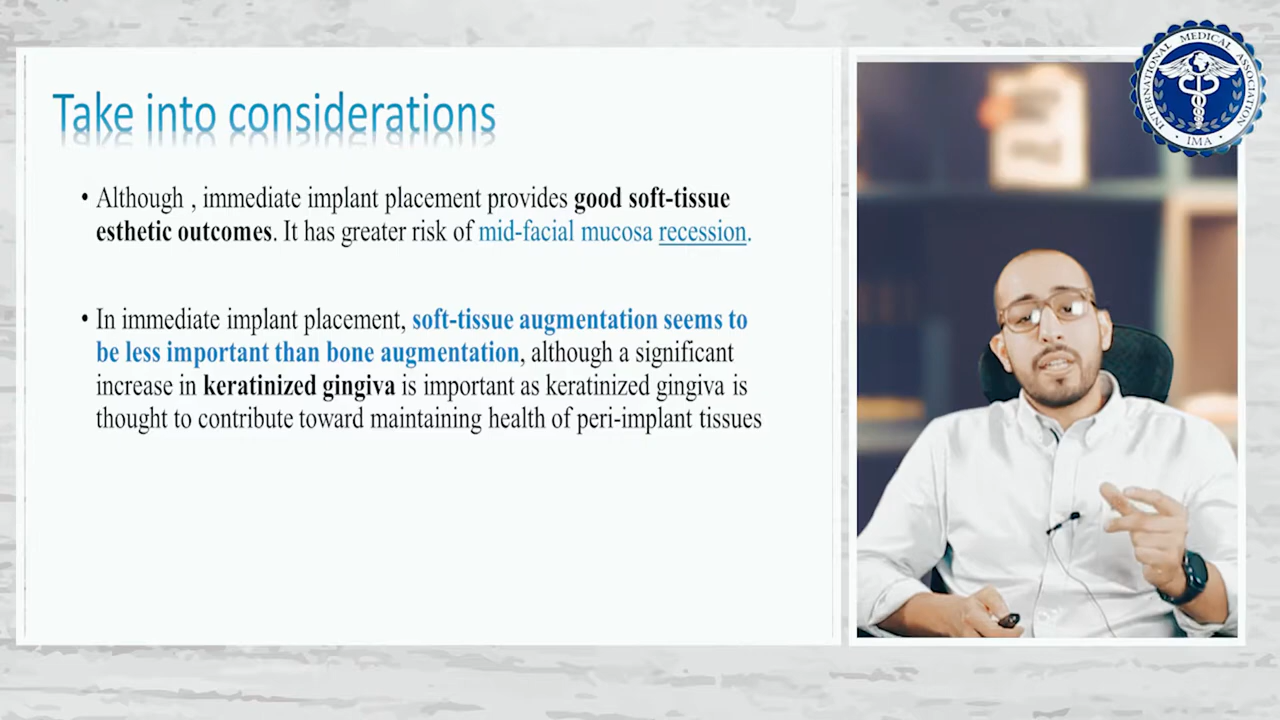 Take into considerations
• Although , immediate implant placement provides good soft-tissue
esthetic outcomes. It has greater risk of mid-facial mucosa recession.
• In immediate implant placement, soft-tissue augmentation seems to
be less important than bone augmentation, although a significant
increase in keratinized gingiva is important as keratinized gingiva is
thought to contribute toward maintaining health of peri-implant tissues
INTERNATIONAL MEDICAL ASSOCIATION
· IMA ·